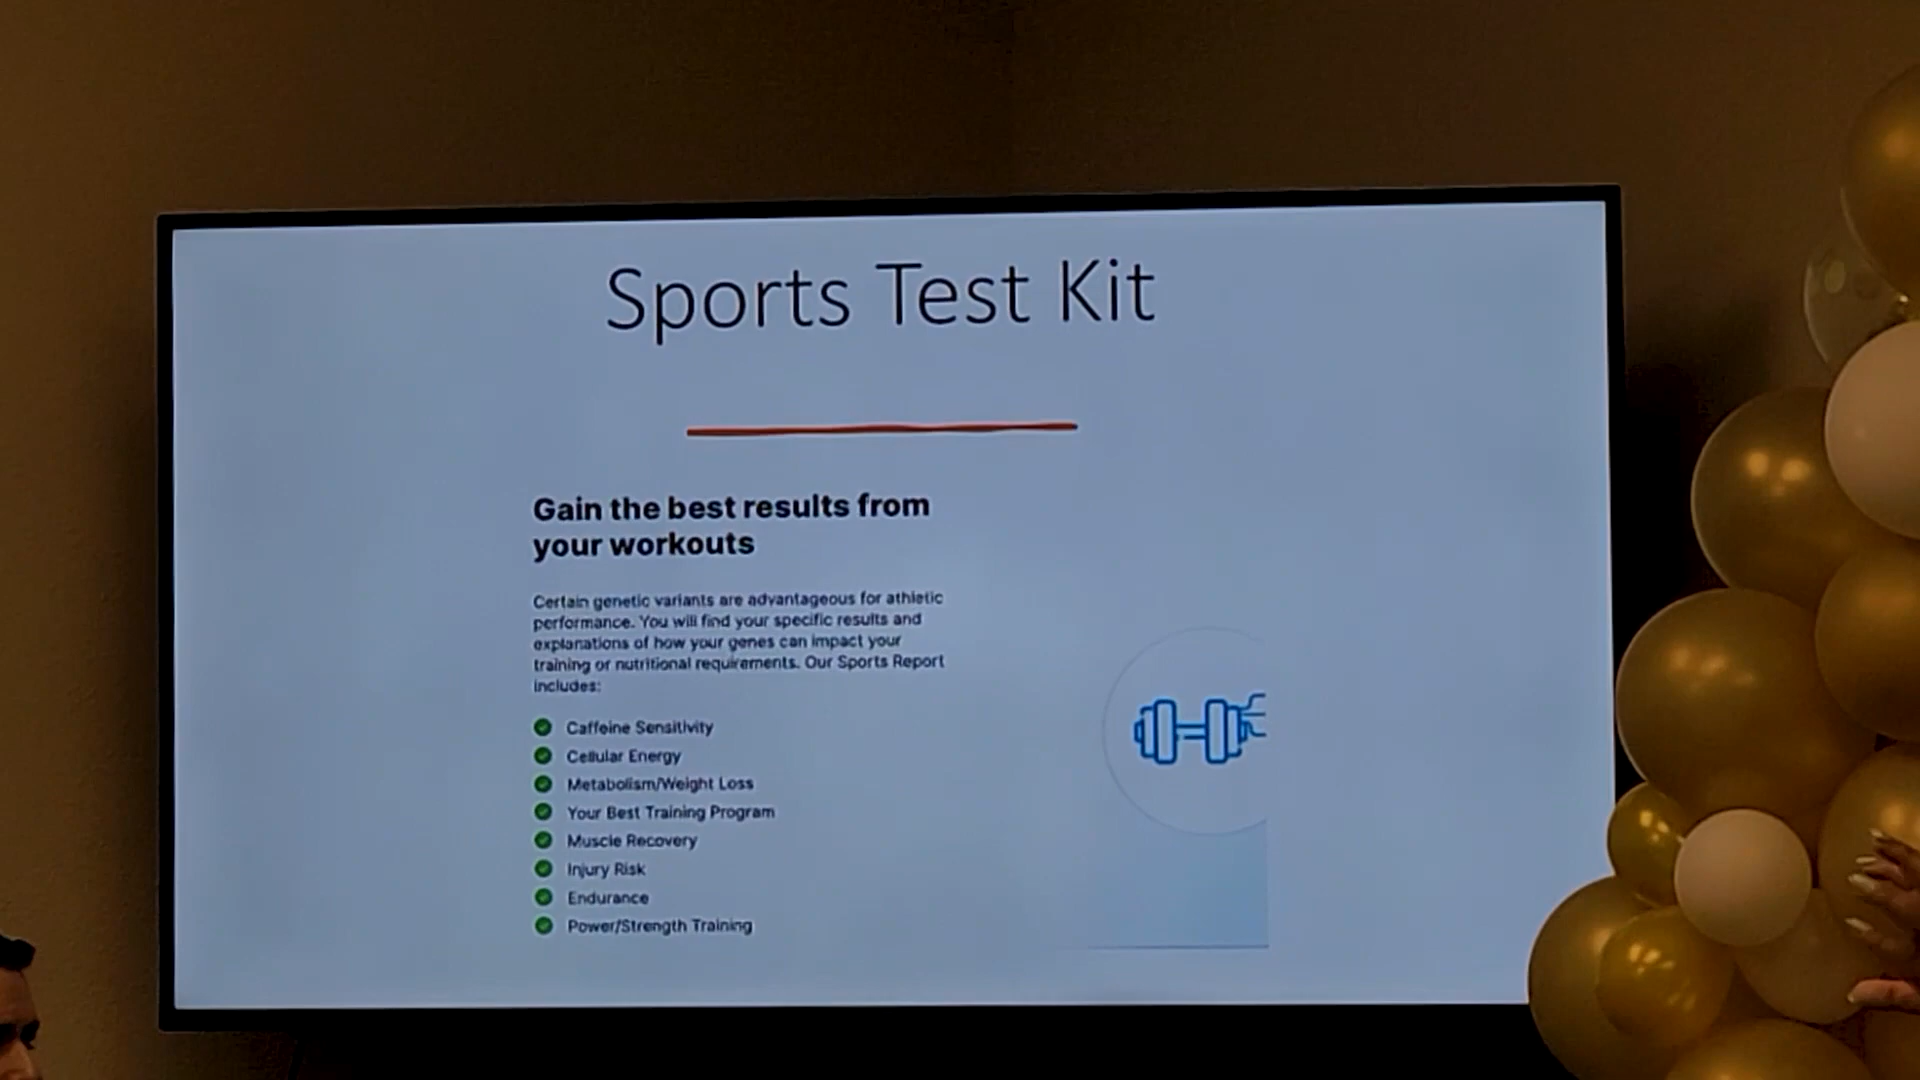 Sports Test Kit
Gain the best results from
your workouts
Certain genetic variants are advantageous for athletic
performance. You will find your specific results and
explanations of how your genes can impact your
training or nutritional requirements. Our Sports Report
includes:
Caffeine Sensitivity
Cellular Energy
Metabolism/Weight Loss
Your Best Training Program
Muscle Recovery
Injury Risk
Endurance
Power/Strength Training